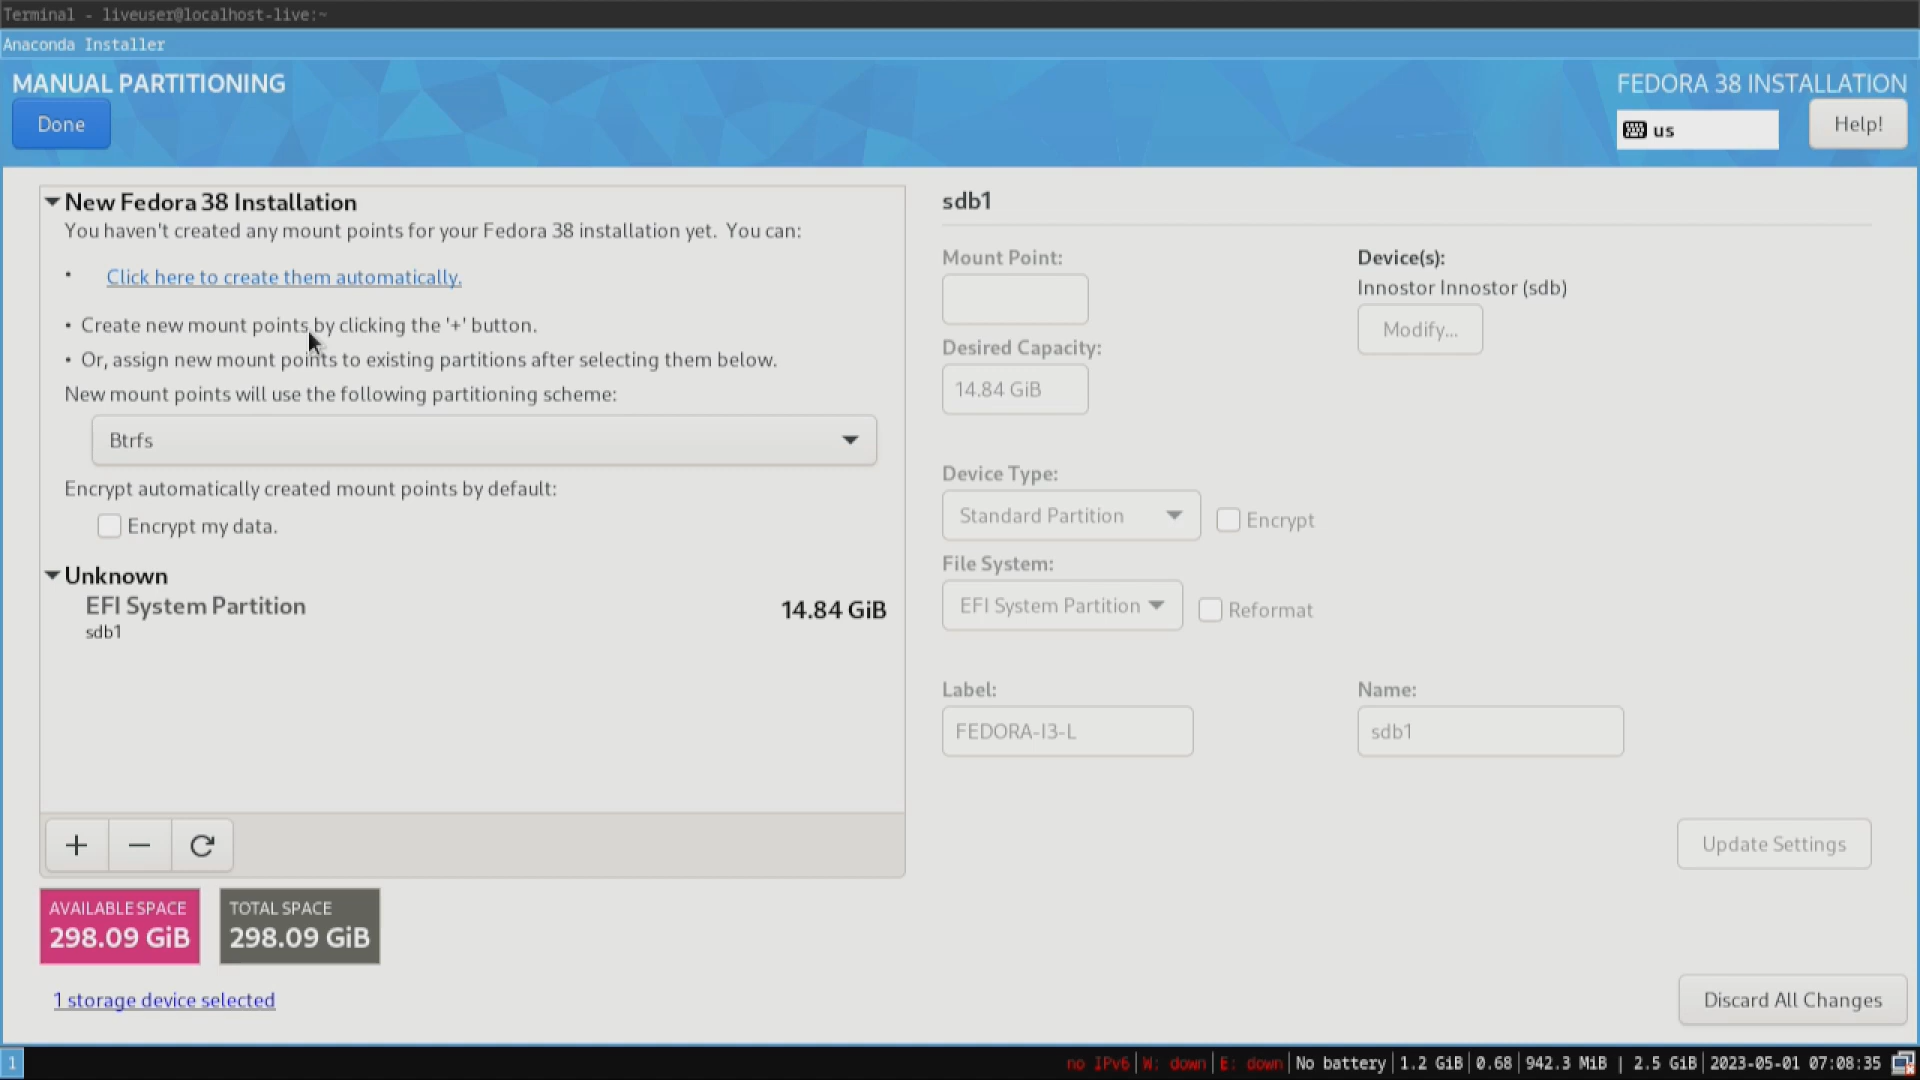 Terminal - liveuser@localhost-live:~
Anaconda Installer
MANUAL PARTITIONING
FEDORA 38 INSTALLATION
Done
us
Help!
New Fedora 38 Installation
You haven't created any mount points for your Fedora 38 installation yet.  You can:
• Click here to create them automatically.
• Create new mount points by clicking the '+' button.
• Or, assign new mount points to existing partitions after selecting them below.
New mount points will use the following partitioning scheme:
Btrfs
Encrypt automatically created mount points by default:
Encrypt my data.
Unknown
EFI System Partition
14.84 GiB
sdb1
AVAILABLE SPACE
298.09 GiB
TOTAL SPACE
298.09 GiB
1 storage device selected
sdb1
Mount Point:
Device(s):
Innostor Innostor (sdb)
Modify...
Desired Capacity:
14.84 GiB
Device Type:
Standard Partition
Encrypt
File System:
EFI System Partition
Reformat
Label:
Name:
FEDORA-I3-L
sdb1
Update Settings
Discard All Changes
1
no IPv6|W: down|E: down|No battery|1.2 GiB|0.68|942.3 MiB | 2.5 GiB|2023-05-01 07:08:35